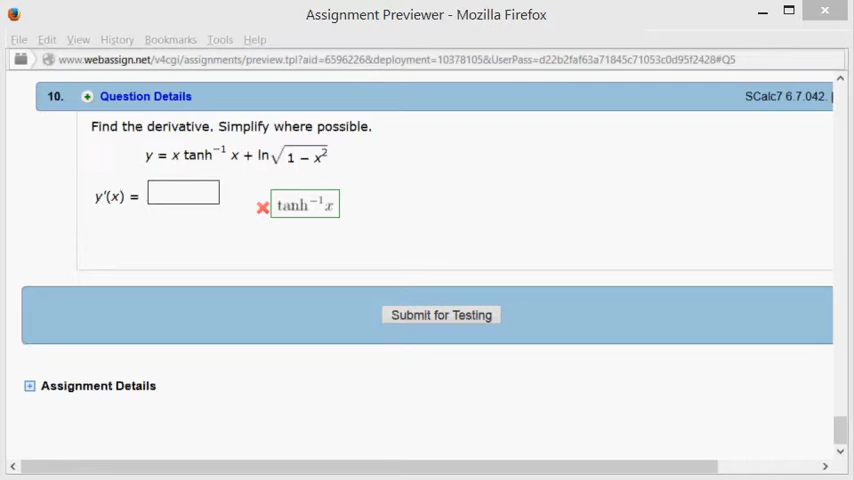 Assignment Previewer - Mozilla Firefox
File Edit View History Bookmarks Tools Help
www.webassign.net/v4cgi/assignments/preview.tpl?aid=6596226&deployment=10378105&UserPass=d22b2faf63a71845c71053c0d95f2428#Q5
10. Question Details SCalc7 6.7.042.
Find the derivative. Simplify where possible.
y = x tanh⁻¹ x + ln√(1 − x²)
y'(x) = tanh⁻¹x
Submit for Testing
Assignment Details